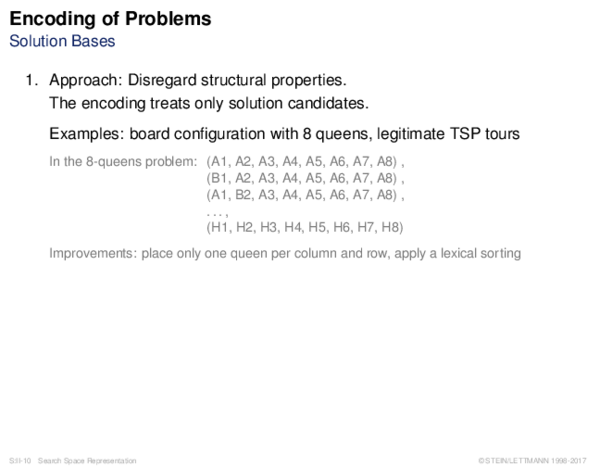 Encoding of Problems
Solution Bases
1. Approach: Disregard structural properties.
The encoding treats only solution candidates.
Examples: board configuration with 8 queens, legitimate TSP tours
In the 8-queens problem: (A1, A2, A3, A4, A5, A6, A7, A8) ,
(B1, A2, A3, A4, A5, A6, A7, A8) ,
(A1, B2, A3, A4, A5, A6, A7, A8) ,
. . . ,
(H1, H2, H3, H4, H5, H6, H7, H8)
Improvements: place only one queen per column and row, apply a lexical sorting
S:II-10 Search Space Representation
©STEIN/LETTMANN 1998-2017